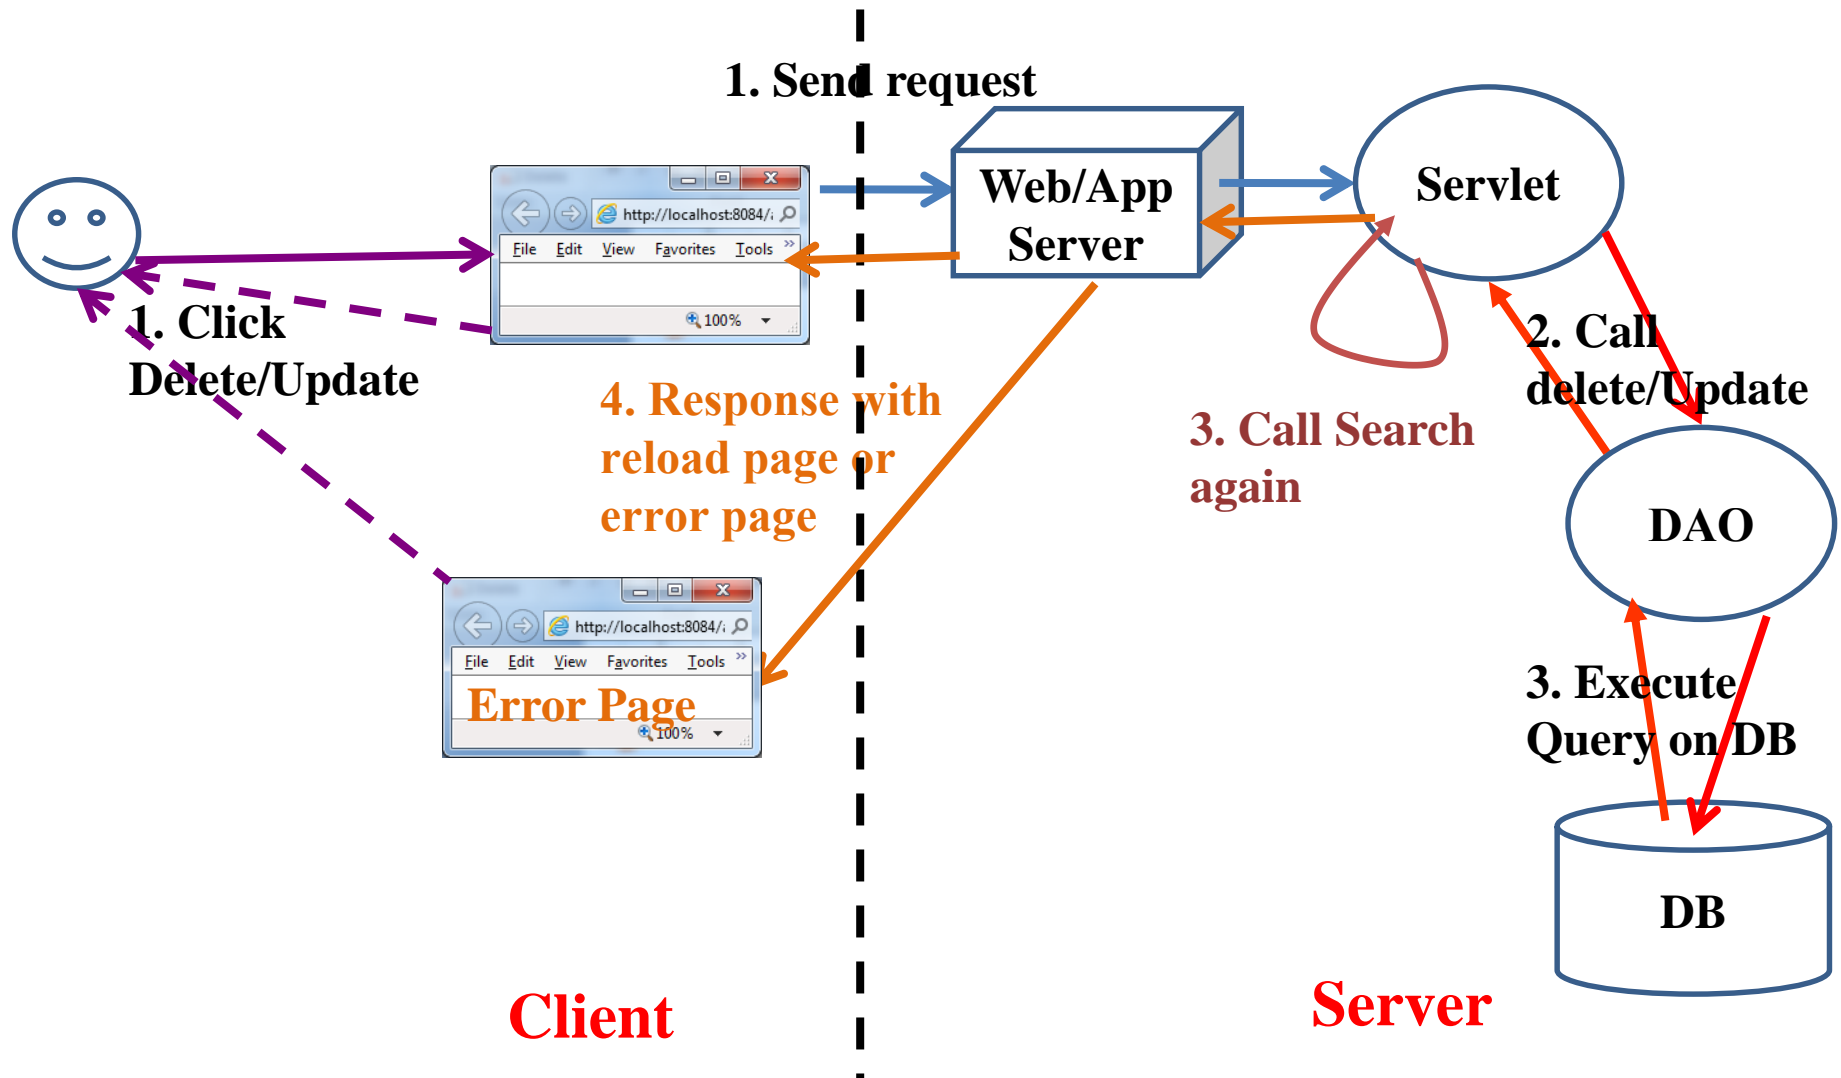 1. Send request
Web/App
Server
Servlet
http://localhost:8084/
File Edit View Favorites Tools »
100%
1. Click
Delete/Update
4. Response with
reload page or
error page
3. Call Search
again
2. Call
delete/Update
DAO
http://localhost:8084/
File Edit View Favorites Tools »
Error Page
100%
3. Execute
Query on DB
DB
Client
Server